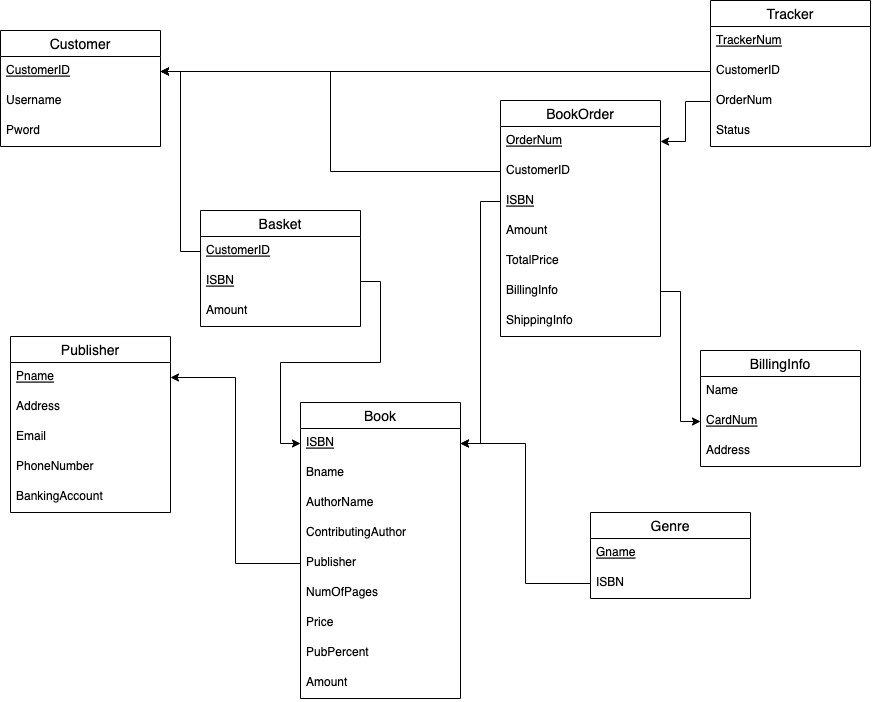 Tracker
TrackerNum
CustomerID
OrderNum
Status
Customer
CustomerID
Username
Pword
BookOrder
OrderNum
CustomerID
ISBN
Amount
TotalPrice
BillingInfo
ShippingInfo
Basket
CustomerID
ISBN
Amount
Publisher
Pname
Address
Email
PhoneNumber
BankingAccount
BillingInfo
Name
CardNum
Address
Book
ISBN
Bname
AuthorName
ContributingAuthor
Publisher
NumOfPages
Price
PubPercent
Amount
Genre
Gname
ISBN